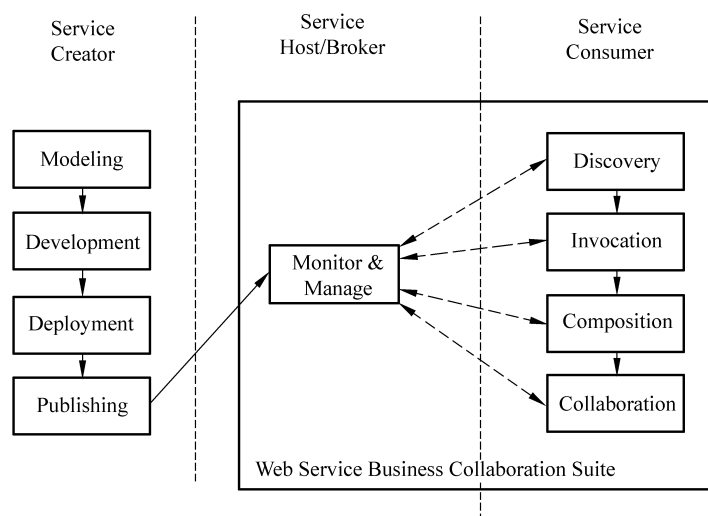 Service
Creator
Service
Host/Broker
Service
Consumer
Modeling
Development
Deployment
Publishing
Monitor &
Manage
Discovery
Invocation
Composition
Collaboration
Web Service Business Collaboration Suite